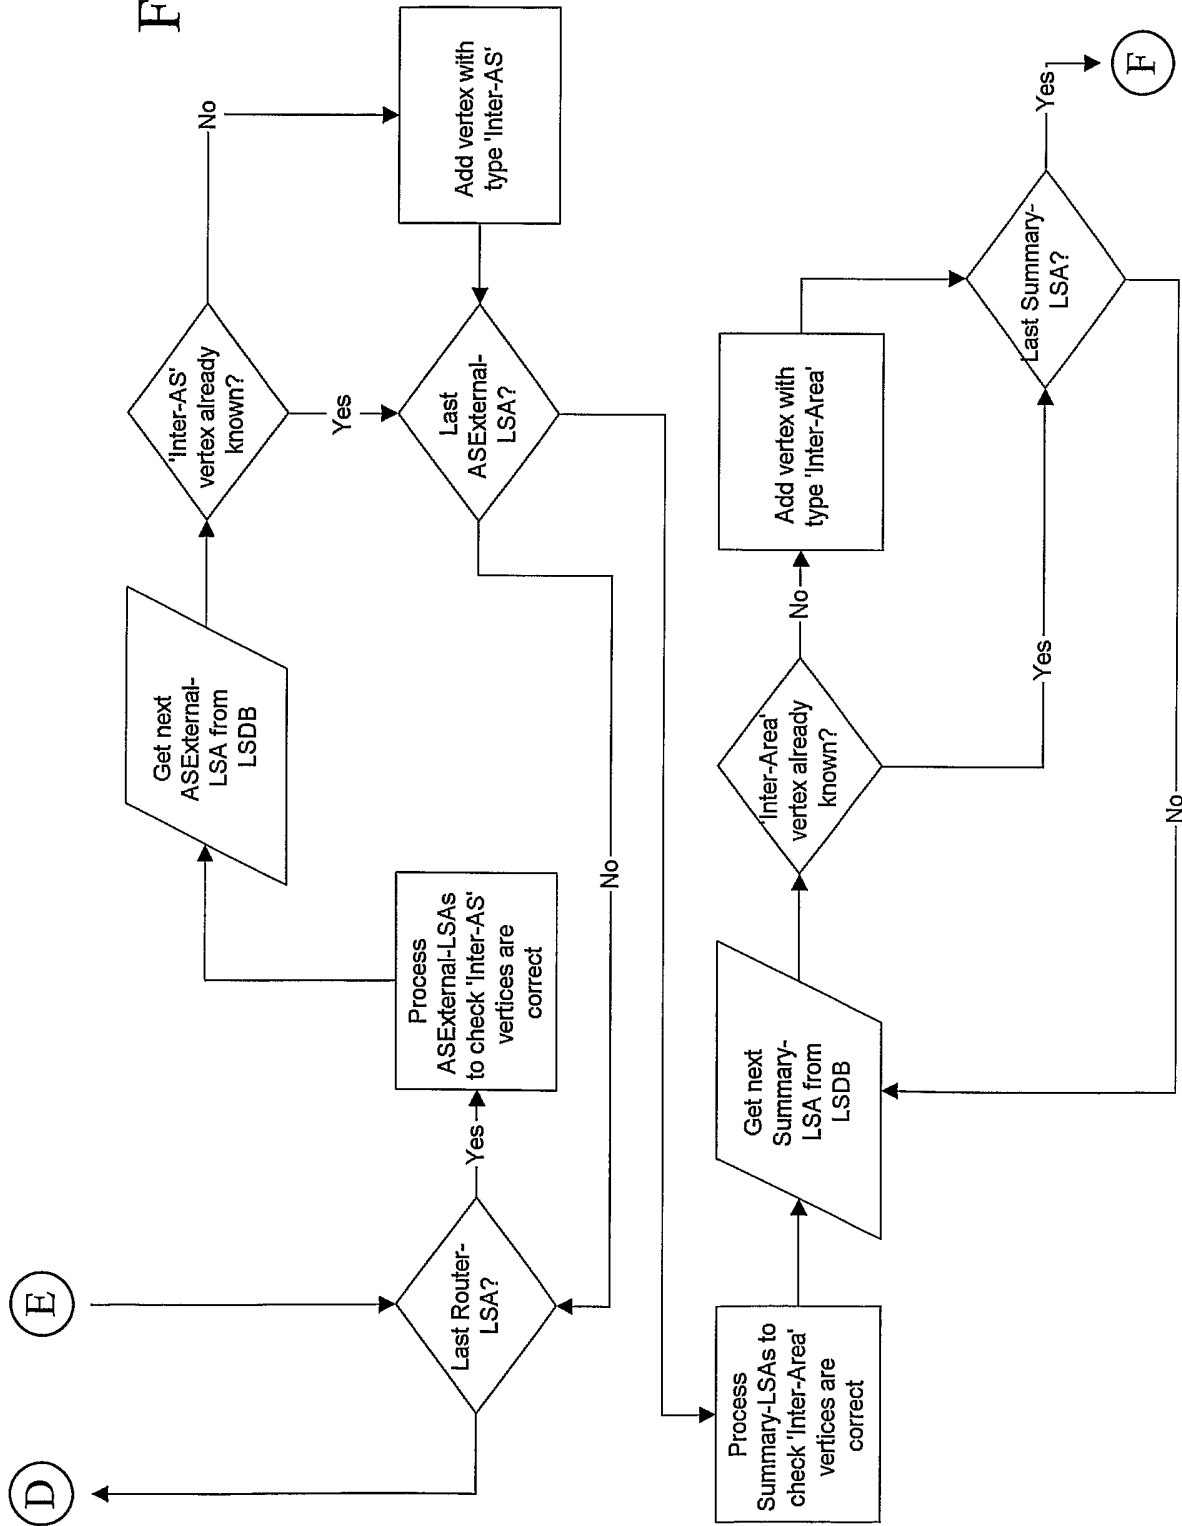 F
E
D
Last Router-
LSA?
Yes
Process
ASExternal-LSAs
to check 'Inter-AS'
vertices are
correct
Get next
ASExternal-
LSA from
LSDB
'Inter-AS'
vertex already
known?
No
Yes
Add vertex with
type 'Inter-AS'
Last
ASExternal-
LSA?
No
Process
Summary-LSAs to
check 'Inter-Area'
vertices are
correct
Get next
Summary-
LSA from
LSDB
'Inter-Area'
vertex already
known?
No
Yes
Add vertex with
type 'Inter-Area'
Last Summary-
LSA?
Yes
No
F